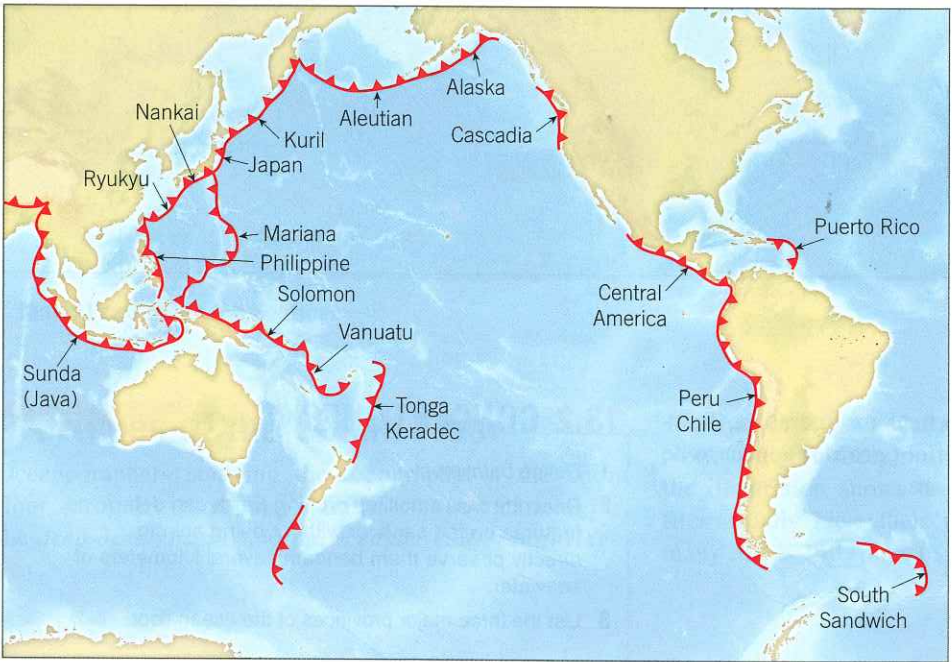 Alaska
Aleutian
Nankai
Kuril
Cascadia
Japan
Ryukyu
Mariana
Philippine
Puerto Rico
Solomon
Central
America
Vanuatu
Sunda
(Java)
Tonga
Keradec
Peru
Chile
South
Sandwich